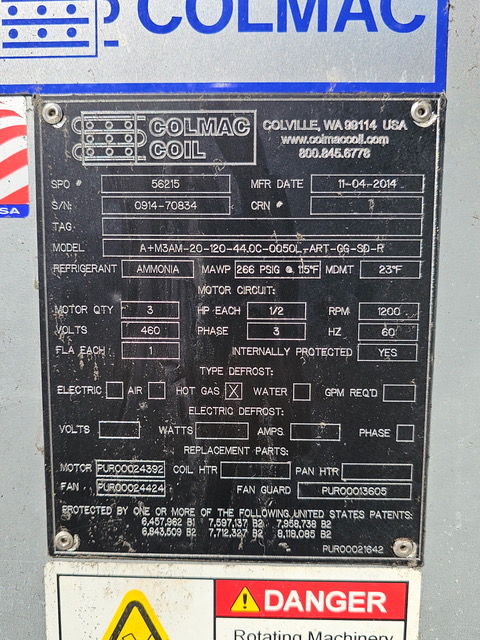 COLMAC
COLMAC COIL
COLVILLE, WA 99114 USA
www.colmaccoil.com
800.845.6778
SPO # 56215 MFR DATE 11-04-2014
S/N: 0914-70834 CRN #
TAG:
MODEL A+M3AM-20-120-44.0C-0050L-ART-GG-SD-R
REFRIGERANT AMMONIA MAWP 266 PSIG @ 115°F MDMT -23°F
MOTOR CIRCUIT:
MOTOR QTY 3 HP EACH 1/2 RPM 1200
VOLTS 460 PHASE 3 HZ 60
FLA EACH 1 INTERNALLY PROTECTED YES
TYPE DEFROST:
ELECTRIC AIR HOT GAS X WATER GPM REQ'D
ELECTRIC DEFROST:
VOLTS WATTS AMPS PHASE
REPLACEMENT PARTS:
MOTOR PUR00024392 COIL HTR PAN HTR
FAN PUR00024424 FAN GUARD PUR00013605
PROTECTED BY ONE OR MORE OF THE FOLLOWING UNITED STATES PATENTS:
6,457,962 B1 7,597,137 B2 7,958,738 B2
6,843,509 B2 7,712,327 B2 8,119,085 B2
PUR00021642
SA
DANGER
Rotating Machinery